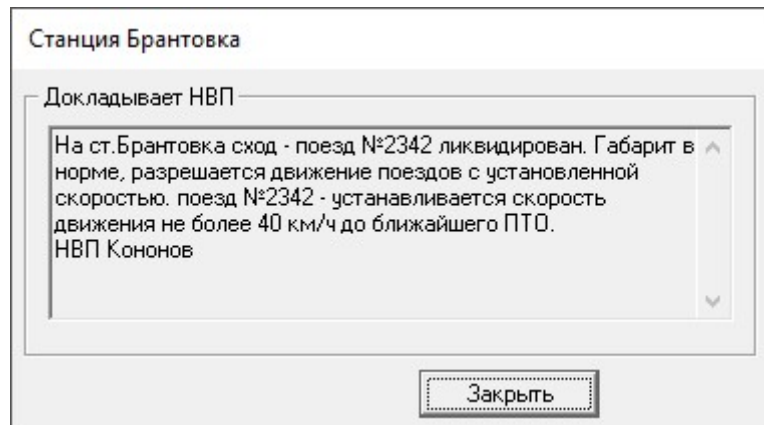 Станция Брантовка
Докладывает НВП
На ст.Брантовка сход - поезд №2342 ликвидирован. Габарит в
норме, разрешается движение поездов с установленной
скоростью. поезд №2342 - устанавливается скорость
движения не более 40 км/ч до ближайшего ПТО.
НВП Кононов
Закрыть